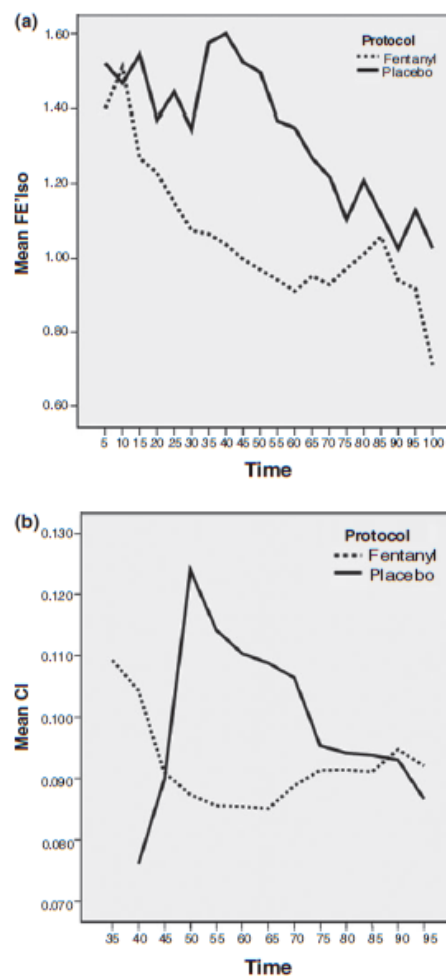 (a)
1.60
1.40
1.20
1.00
0.80
0.60
Mean FE'Iso
Protocol
Fentanyl
Placebo
5 10 15 20 25 30 35 40 45 50 55 60 65 70 75 80 85 90 95 100
Time
(b)
0.130
0.120
0.110
0.100
0.090
0.080
0.070
Mean CI
Protocol
Fentanyl
Placebo
35 40 45 50 55 60 65 70 75 80 85 90 95
Time